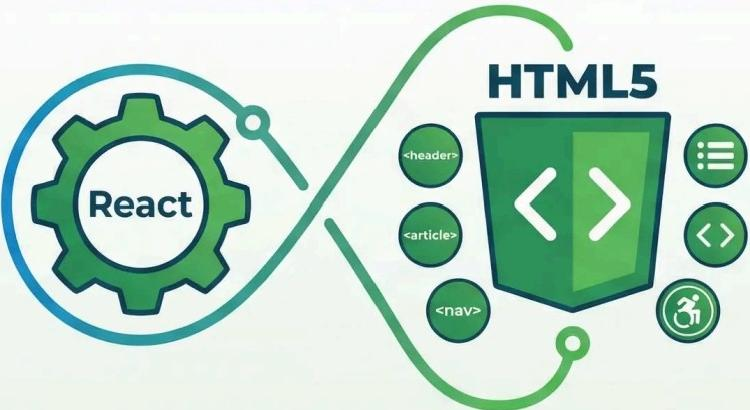 HTML5
<header>
React
<article>
<nav>